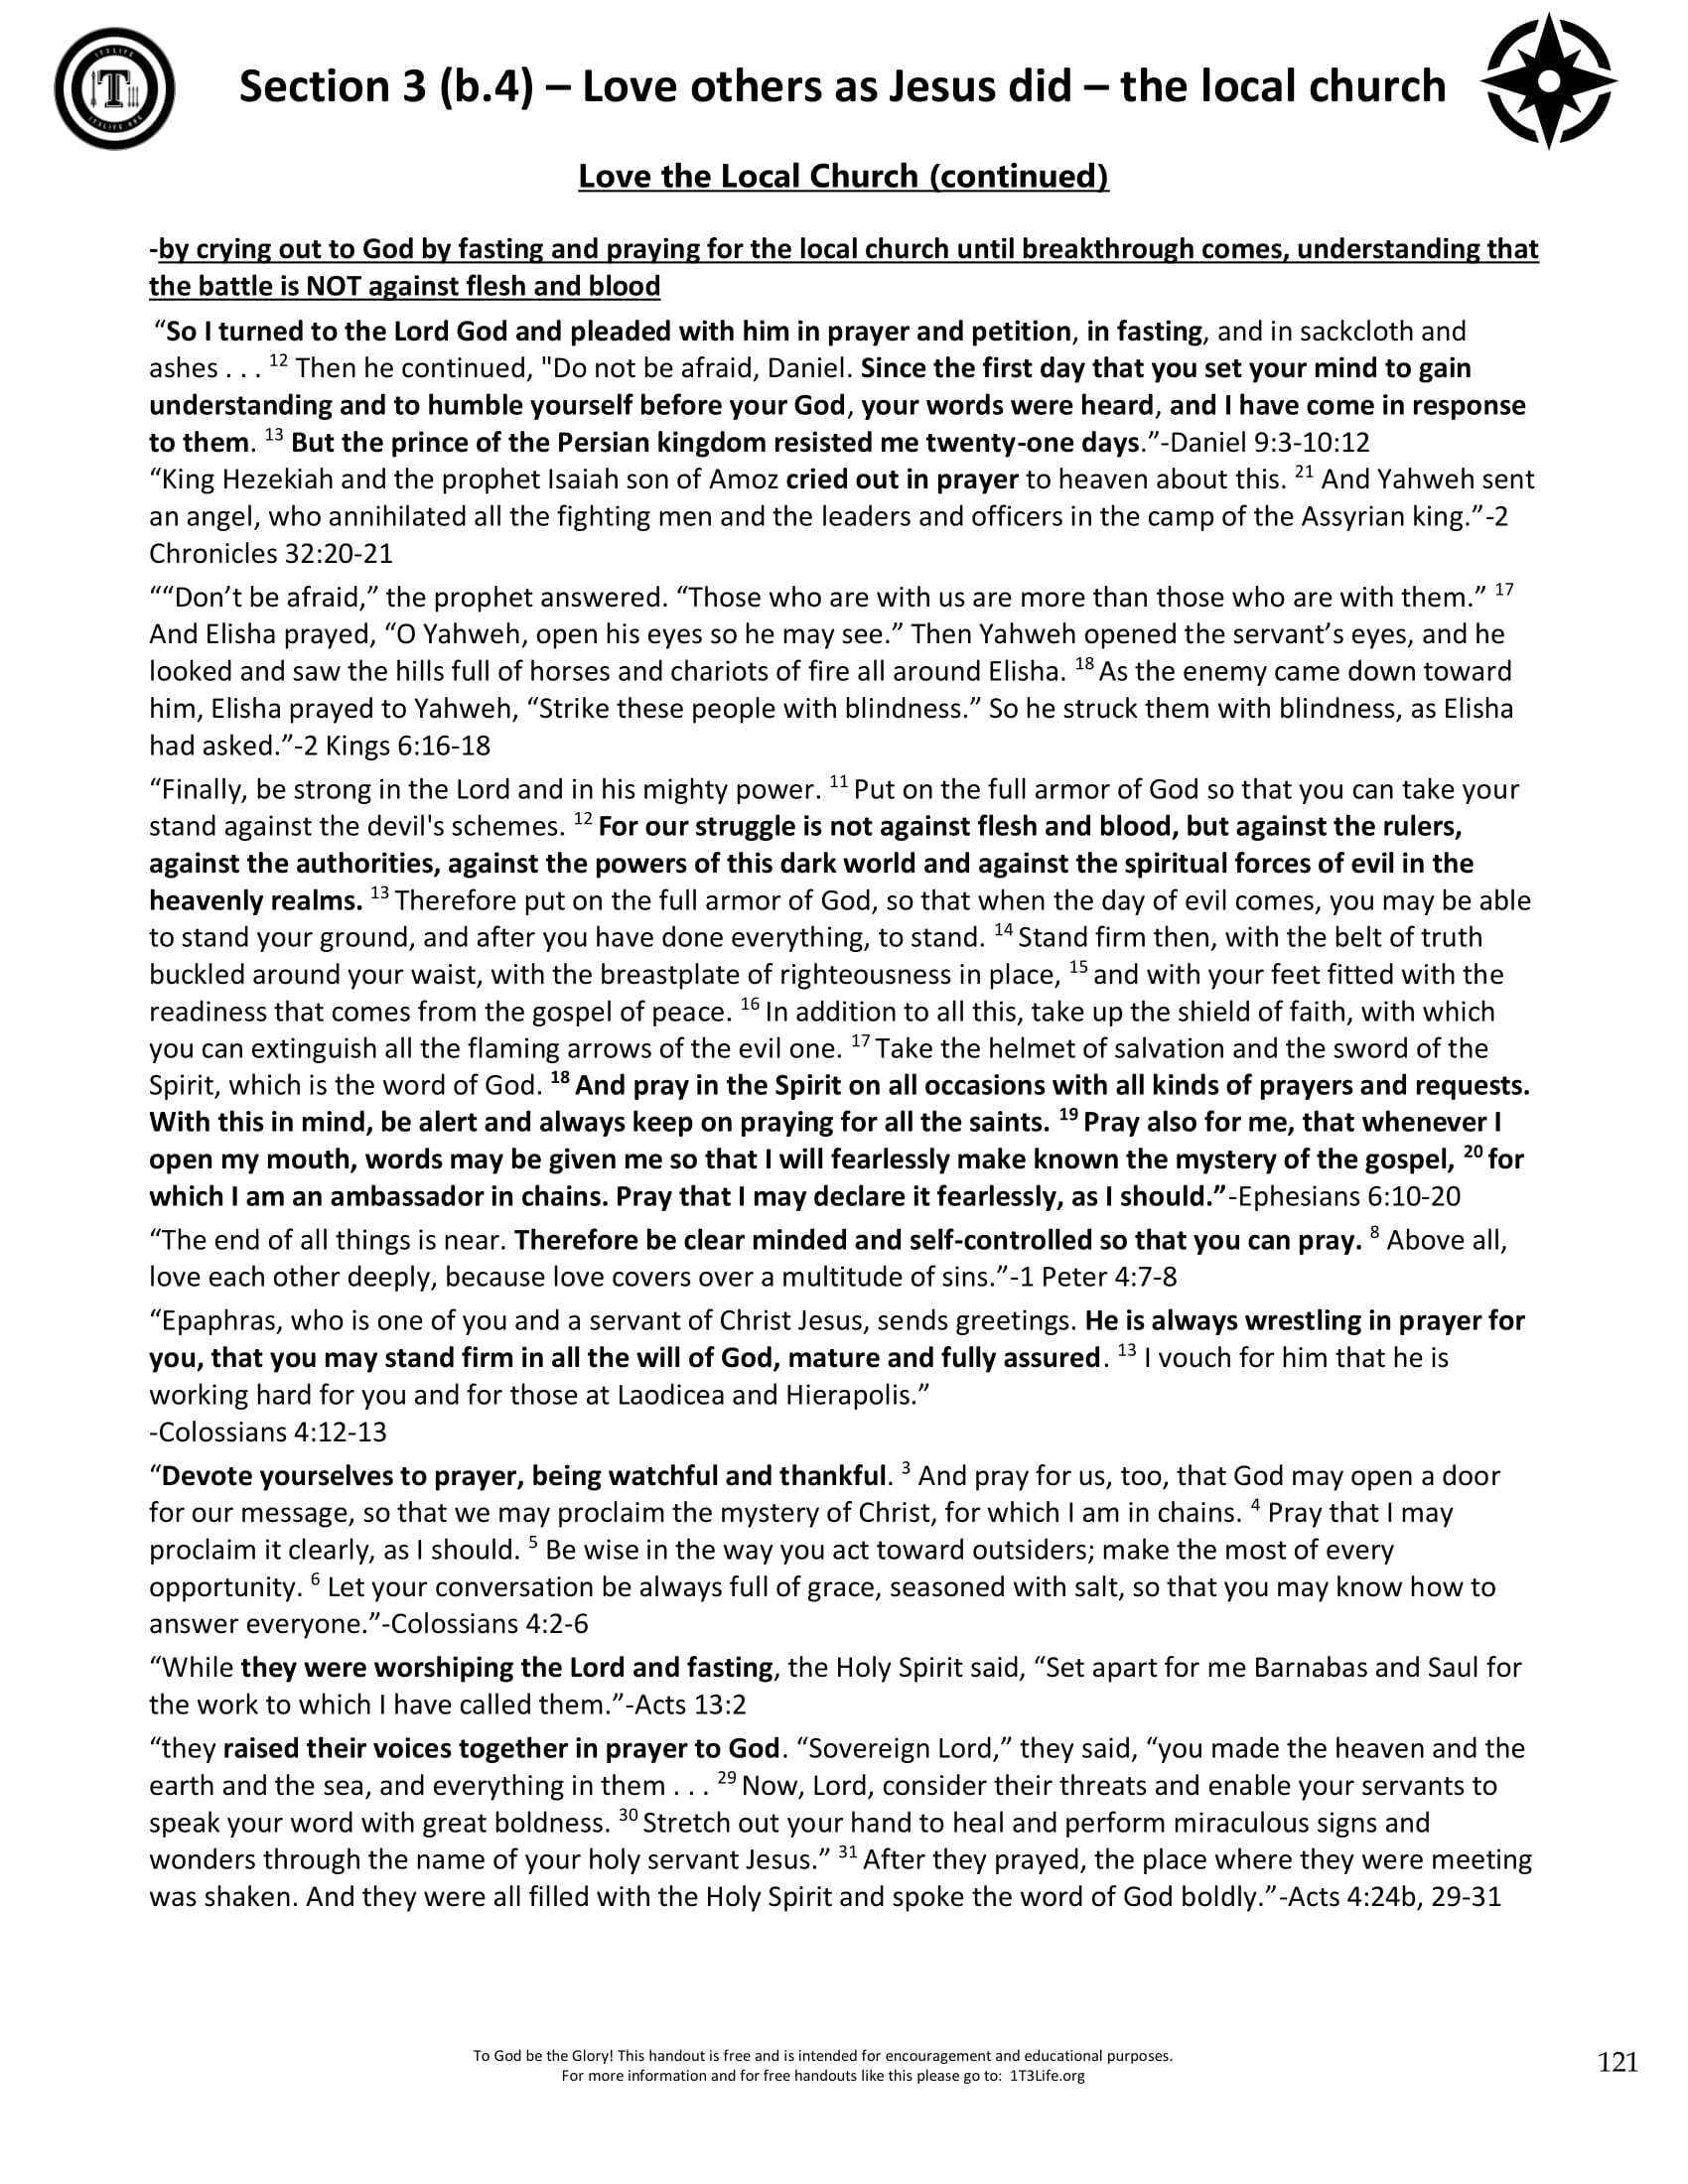 1T3LIFE
T
1T3LIFE.ORG
Section 3 (b.4) – Love others as Jesus did – the local church
Love the Local Church (continued)
-by crying out to God by fasting and praying for the local church until breakthrough comes, understanding that
the battle is NOT against flesh and blood
“So I turned to the Lord God and pleaded with him in prayer and petition, in fasting, and in sackcloth and
ashes . . . 12 Then he continued, "Do not be afraid, Daniel. Since the first day that you set your mind to gain
understanding and to humble yourself before your God, your words were heard, and I have come in response
to them. 13 But the prince of the Persian kingdom resisted me twenty-one days.”-Daniel 9:3-10:12
“King Hezekiah and the prophet Isaiah son of Amoz cried out in prayer to heaven about this. 21 And Yahweh sent
an angel, who annihilated all the fighting men and the leaders and officers in the camp of the Assyrian king.”-2
Chronicles 32:20-21
““Don’t be afraid,” the prophet answered. “Those who are with us are more than those who are with them.” 17
And Elisha prayed, “O Yahweh, open his eyes so he may see.” Then Yahweh opened the servant’s eyes, and he
looked and saw the hills full of horses and chariots of fire all around Elisha. 18 As the enemy came down toward
him, Elisha prayed to Yahweh, “Strike these people with blindness.” So he struck them with blindness, as Elisha
had asked.”-2 Kings 6:16-18
“Finally, be strong in the Lord and in his mighty power. 11 Put on the full armor of God so that you can take your
stand against the devil's schemes. 12 For our struggle is not against flesh and blood, but against the rulers,
against the authorities, against the powers of this dark world and against the spiritual forces of evil in the
heavenly realms. 13 Therefore put on the full armor of God, so that when the day of evil comes, you may be able
to stand your ground, and after you have done everything, to stand. 14 Stand firm then, with the belt of truth
buckled around your waist, with the breastplate of righteousness in place, 15 and with your feet fitted with the
readiness that comes from the gospel of peace. 16 In addition to all this, take up the shield of faith, with which
you can extinguish all the flaming arrows of the evil one. 17 Take the helmet of salvation and the sword of the
Spirit, which is the word of God. 18 And pray in the Spirit on all occasions with all kinds of prayers and requests.
With this in mind, be alert and always keep on praying for all the saints. 19 Pray also for me, that whenever I
open my mouth, words may be given me so that I will fearlessly make known the mystery of the gospel, 20 for
which I am an ambassador in chains. Pray that I may declare it fearlessly, as I should.”-Ephesians 6:10-20
“The end of all things is near. Therefore be clear minded and self-controlled so that you can pray. 8 Above all,
love each other deeply, because love covers over a multitude of sins.”-1 Peter 4:7-8
“Epaphras, who is one of you and a servant of Christ Jesus, sends greetings. He is always wrestling in prayer for
you, that you may stand firm in all the will of God, mature and fully assured. 13 I vouch for him that he is
working hard for you and for those at Laodicea and Hierapolis.”
-Colossians 4:12-13
“Devote yourselves to prayer, being watchful and thankful. 3 And pray for us, too, that God may open a door
for our message, so that we may proclaim the mystery of Christ, for which I am in chains. 4 Pray that I may
proclaim it clearly, as I should. 5 Be wise in the way you act toward outsiders; make the most of every
opportunity. 6 Let your conversation be always full of grace, seasoned with salt, so that you may know how to
answer everyone.”-Colossians 4:2-6
“While they were worshiping the Lord and fasting, the Holy Spirit said, “Set apart for me Barnabas and Saul for
the work to which I have called them.”-Acts 13:2
“they raised their voices together in prayer to God. “Sovereign Lord,” they said, “you made the heaven and the
earth and the sea, and everything in them . . . 29 Now, Lord, consider their threats and enable your servants to
speak your word with great boldness. 30 Stretch out your hand to heal and perform miraculous signs and
wonders through the name of your holy servant Jesus.” 31 After they prayed, the place where they were meeting
was shaken. And they were all filled with the Holy Spirit and spoke the word of God boldly.”-Acts 4:24b, 29-31
To God be the Glory! This handout is free and is intended for encouragement and educational purposes.
For more information and for free handouts like this please go to: 1T3Life.org
121